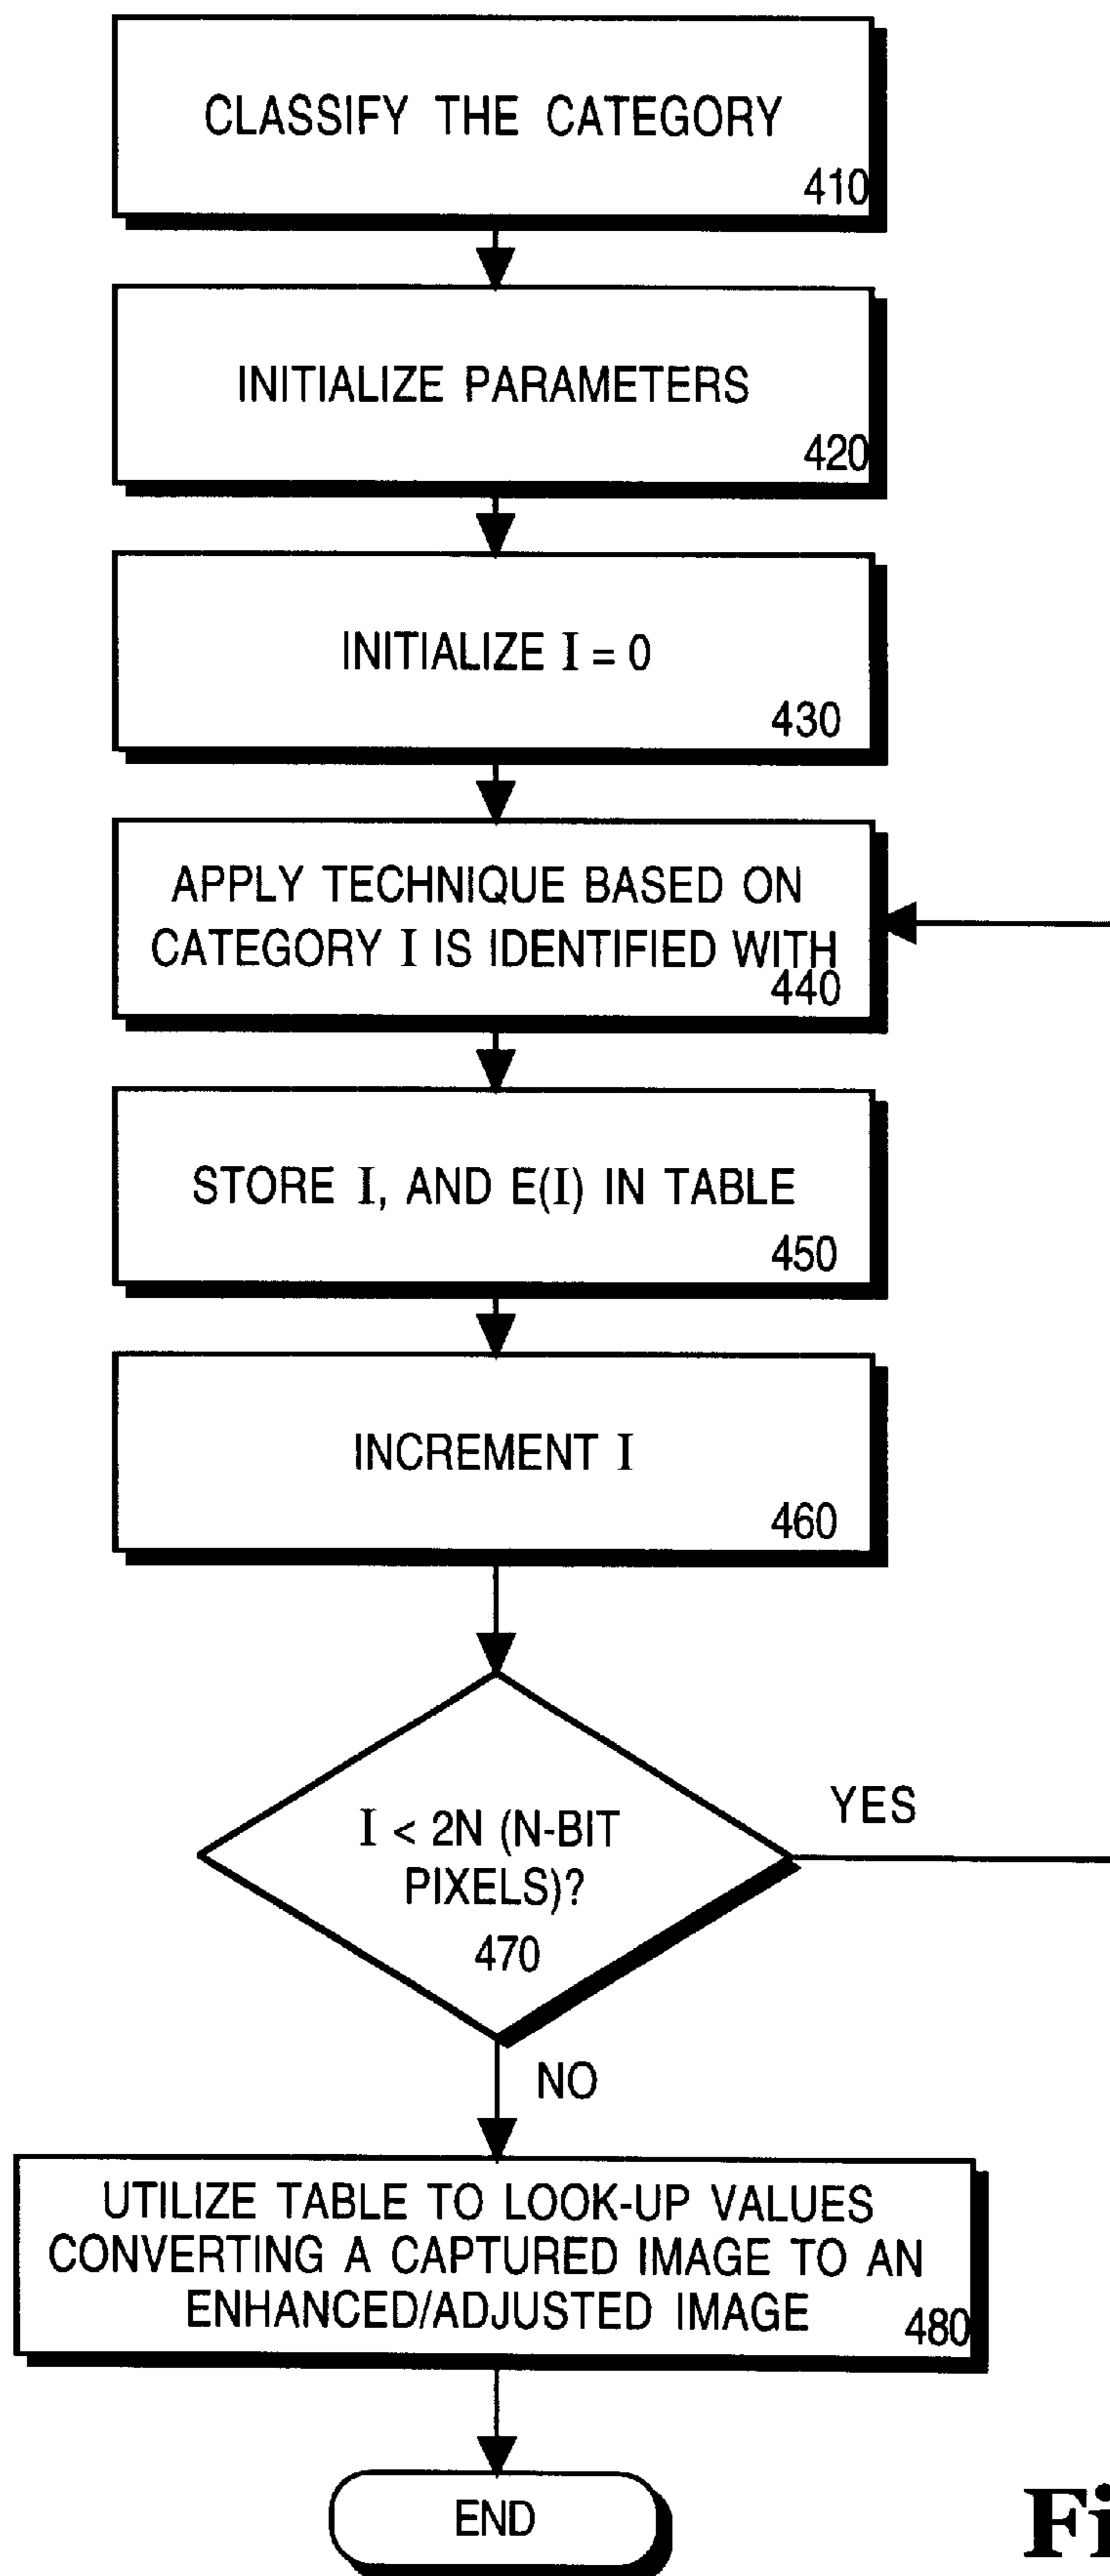 CLASSIFY THE CATEGORY
410
INITIALIZE PARAMETERS
420
INITIALIZE I = 0
430
APPLY TECHNIQUE BASED ON
CATEGORY I IS IDENTIFIED WITH
440
STORE I, AND E(I) IN TABLE
450
INCREMENT I
460
I < 2N (N-BIT
PIXELS)?
470
YES
NO
UTILIZE TABLE TO LOOK-UP VALUES
CONVERTING A CAPTURED IMAGE TO AN
ENHANCED/ADJUSTED IMAGE
480
END